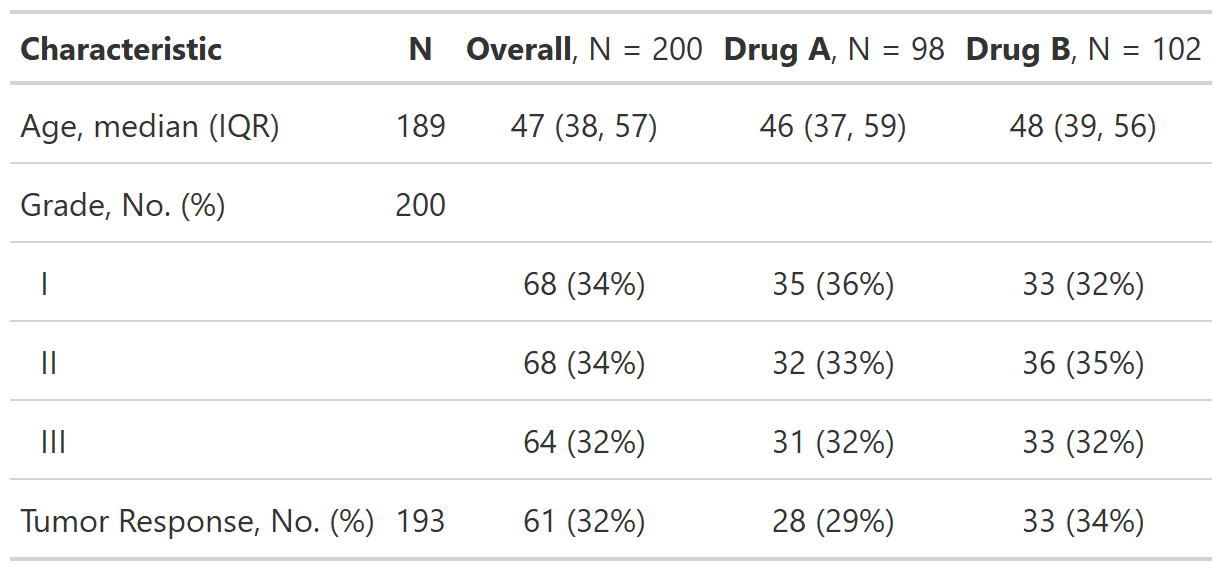 Characteristic N Overall, N = 200 Drug A, N = 98 Drug B, N = 102
Age, median (IQR) 189 47 (38, 57) 46 (37, 59) 48 (39, 56)
Grade, No. (%) 200
I 68 (34%) 35 (36%) 33 (32%)
II 68 (34%) 32 (33%) 36 (35%)
III 64 (32%) 31 (32%) 33 (32%)
Tumor Response, No. (%) 193 61 (32%) 28 (29%) 33 (34%)